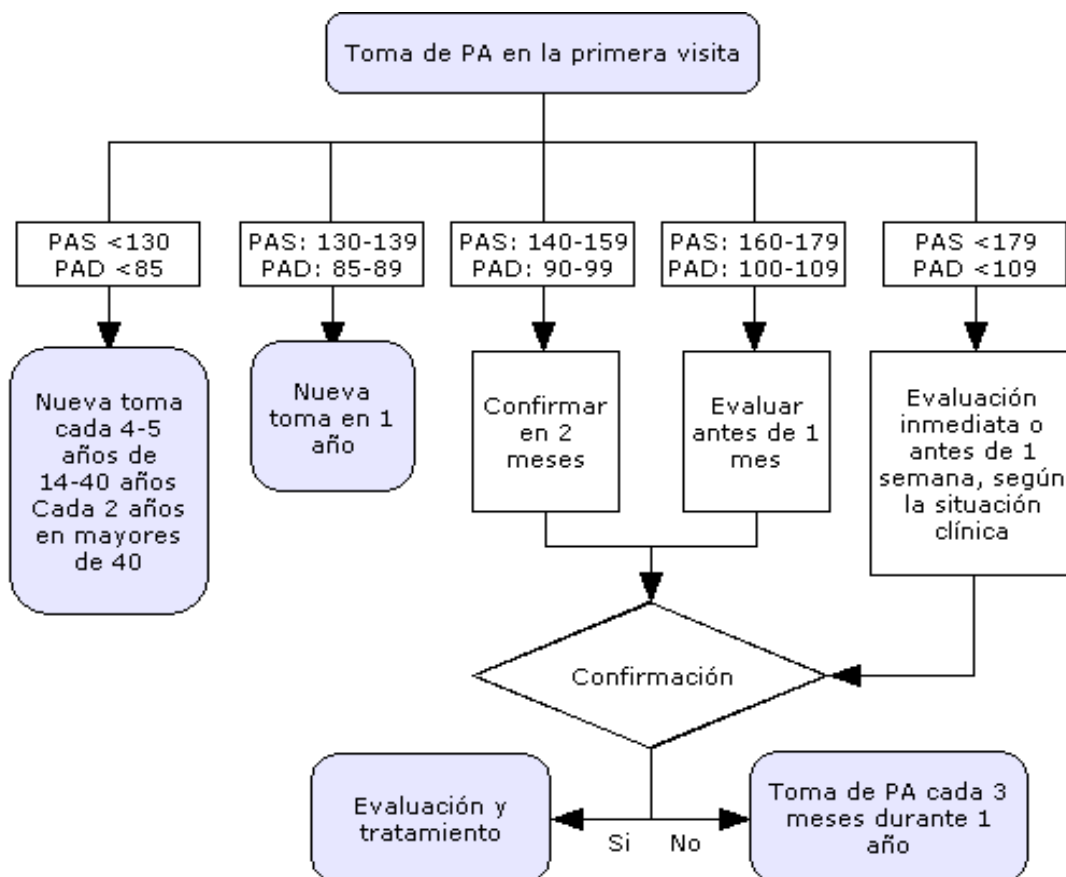 Toma de PA en la primera visita
PAS <130
PAD <85
PAS: 130-139
PAD: 85-89
PAS: 140-159
PAD: 90-99
PAS: 160-179
PAD: 100-109
PAS <179
PAD <109
Nueva toma
cada 4-5
años de
14-40 años
Cada 2 años
en mayores
de 40
Nueva
toma en 1
año
Confirmar
en 2
meses
Evaluar
antes de 1
mes
Evaluación
inmediata o
antes de 1
semana, según
la situación
clínica
Confirmación
Evaluación y
tratamiento
Si
No
Toma de PA cada 3
meses durante 1
año